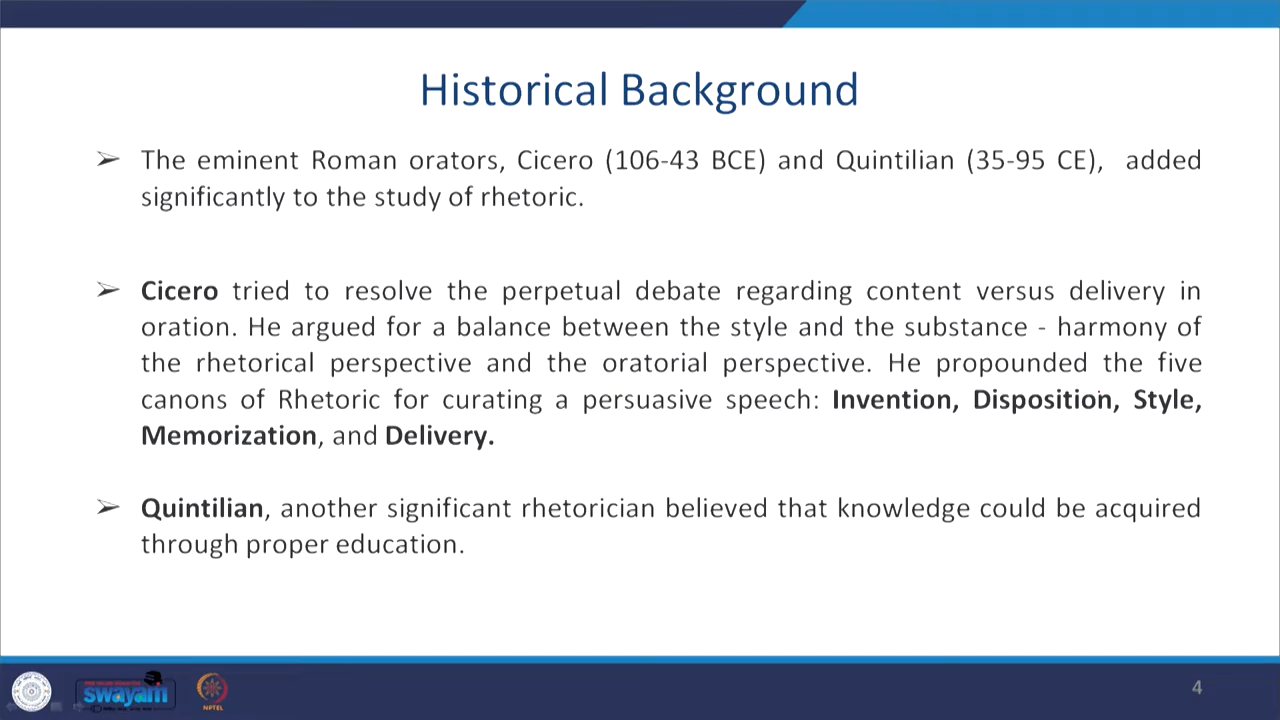 Historical Background
➢ The eminent Roman orators, Cicero (106-43 BCE) and Quintilian (35-95 CE), added
significantly to the study of rhetoric.
➢ Cicero tried to resolve the perpetual debate regarding content versus delivery in
oration. He argued for a balance between the style and the substance - harmony of
the rhetorical perspective and the oratorial perspective. He propounded the five
canons of Rhetoric for curating a persuasive speech: Invention, Disposition, Style,
Memorization, and Delivery.
➢ Quintilian, another significant rhetorician believed that knowledge could be acquired
through proper education.
swayam
NPTEL
4